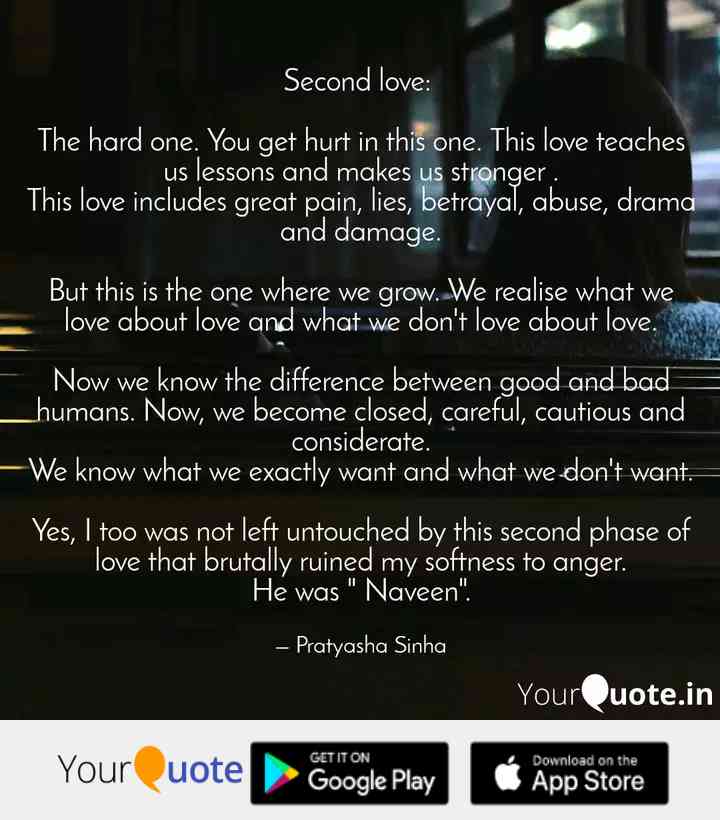 Second love:
The hard one. You get hurt in this one. This love teaches
us lessons and makes us stronger .
This love includes great pain, lies, betrayal, abuse, drama
and damage.
But this is the one where we grow. We realise what we
love about love and what we don't love about love.
Now we know the difference between good and bad
humans. Now, we become closed, careful, cautious and
considerate.
We know what we exactly want and what we don't want.
Yes, I too was not left untouched by this second phase of
love that brutally ruined my softness to anger.
He was " Naveen".
– Pratyasha Sinha
YourQuote.in
YourQuote
GET IT ON
Google Play
Download on the
App Store